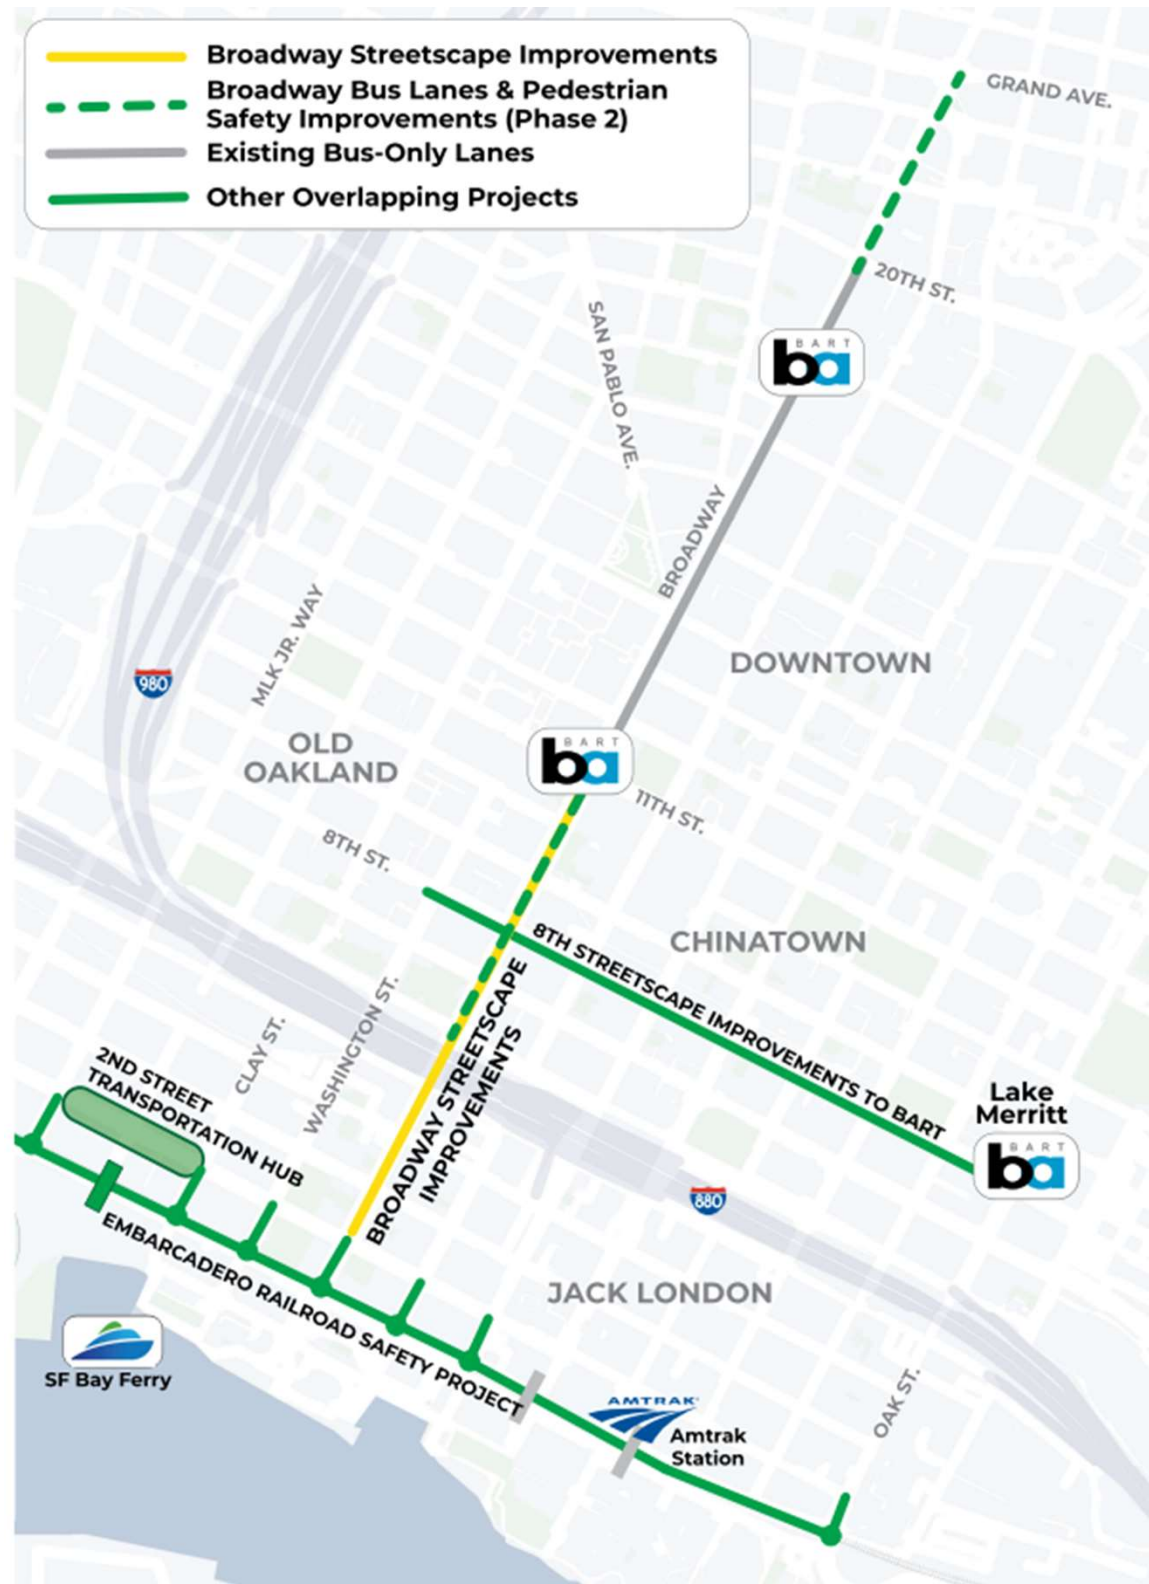 Broadway Streetscape Improvements
Broadway Bus Lanes & Pedestrian
Safety Improvements (Phase 2)
Existing Bus-Only Lanes
Other Overlapping Projects
GRAND AVE.
20TH ST.
BART
ba
SAN PABLO AVE.
BROADWAY
DOWNTOWN
MLK JR. WAY
980
OLD
OAKLAND
BART
ba
11TH ST.
8TH ST.
CHINATOWN
8TH STREETSCAPE IMPROVEMENTS TO BART
BROADWAY STREETSCAPE
IMPROVEMENTS
WASHINGTON ST.
CLAY ST.
2ND STREET
TRANSPORTATION HUB
Lake
Merritt
BART
ba
880
EMBARCADERO RAILROAD SAFETY PROJECT
JACK LONDON
SF Bay Ferry
AMTRAK
Amtrak
Station
OAK ST.